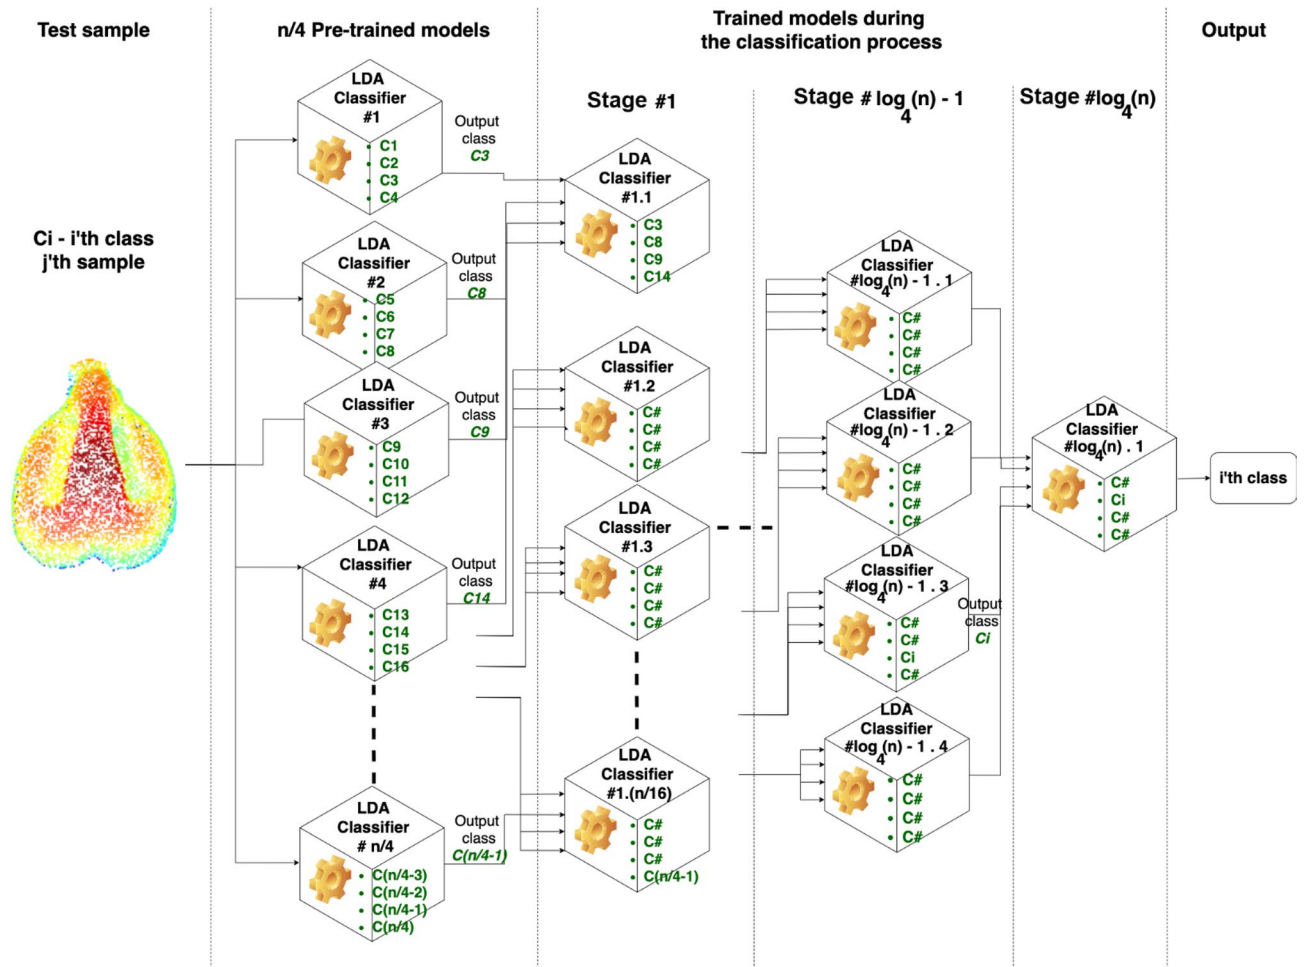 Test sample
n/4 Pre-trained models
Trained models during
the classification process
Output
Stage #1
Stage # log4(n) - 1
Stage #log4(n)
Ci - i'th class
j'th sample
LDA
Classifier
#1
• C1
• C2
• C3
• C4
Output
class
C3
LDA
Classifier
#2
• C5
• C6
• C7
• C8
Output
class
C8
LDA
Classifier
#3
• C9
• C10
• C11
• C12
Output
class
C9
LDA
Classifier
#4
• C13
• C14
• C15
• C16
Output
class
C14
LDA
Classifier
# n/4
• C(n/4-3)
• C(n/4-2)
• C(n/4-1)
• C(n/4)
Output
class
C(n/4-1)
LDA
Classifier
#1.1
• C3
• C8
• C9
• C14
LDA
Classifier
#1.2
• C#
• C#
• C#
• C#
LDA
Classifier
#1.3
• C#
• C#
• C#
• C#
LDA
Classifier
#1.(n/16)
• C#
• C#
• C#
• C(n/4-1)
LDA
Classifier
#log4(n) - 1 . 1
• C#
• C#
• C#
• C#
LDA
Classifier
#log4(n) - 1 . 2
• C#
• C#
• C#
• C#
LDA
Classifier
#log4(n) - 1 . 3
• C#
• C#
• Ci
• C#
Output
class
Ci
LDA
Classifier
#log4(n) - 1 . 4
• C#
• C#
• C#
• C#
LDA
Classifier
#log4(n) . 1
• C#
• Ci
• C#
• C#
i'th class